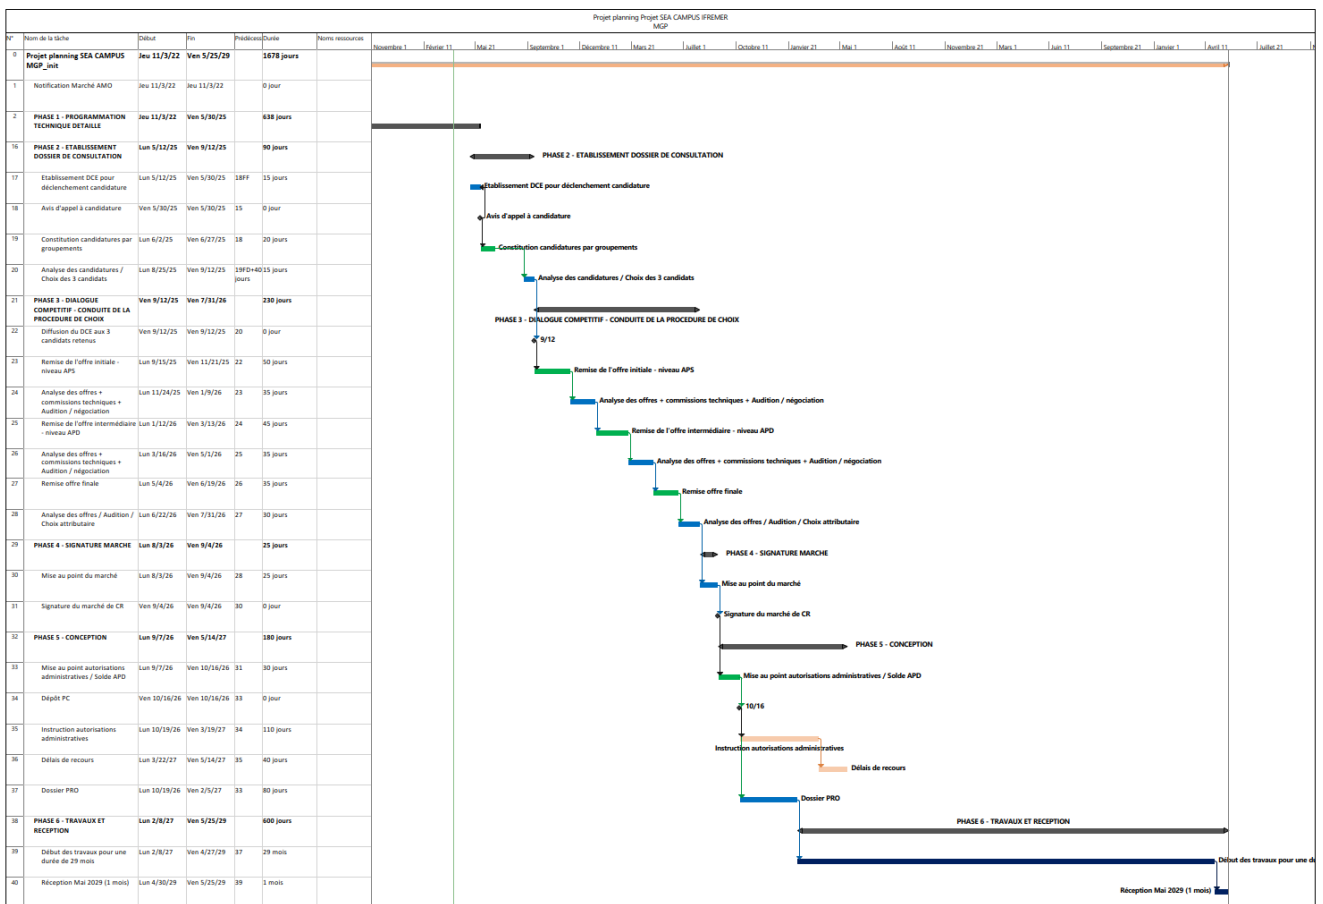 Projet planning Projet SEA CAMPUS IFREMER
MGP
N° Nom de la tâche Début Fin Prédécess Durée Noms ressources
Novembre 1 Février 11 Mai 21 Septembre 1 Décembre 11 Mars 21 Juillet 1 Octobre 11 Janvier 21 Mai 1 Août 11 Novembre 21 Mars 1 Juin 11 Septembre 21 Janvier 1 Avril 11 Juillet 21
0 Projet planning SEA CAMPUS Jeu 11/3/22 Ven 5/25/29 1678 jours
MGP_init
1 Notification Marché AMO Jeu 11/3/22 Jeu 11/3/22 0 jour
2 PHASE 1 - PROGRAMMATION Jeu 11/3/22 Ven 5/30/25 638 jours
TECHNIQUE DETAILLE
16 PHASE 2 - ETABLISSEMENT Lun 5/12/25 Ven 9/12/25 90 jours
DOSSIER DE CONSULTATION
PHASE 2 - ETABLISSEMENT DOSSIER DE CONSULTATION
17 Etablissement DCE pour Lun 5/12/25 Ven 5/30/25 18FF 15 jours
déclenchement candidature
Etablissement DCE pour déclenchement candidature
18 Avis d'appel à candidature Ven 5/30/25 Ven 5/30/25 15 0 jour
Avis d'appel à candidature
19 Constitution candidatures par Lun 6/2/25 Ven 6/27/25 18 20 jours
groupements
Constitution candidatures par groupements
20 Analyse des candidatures / Lun 8/25/25 Ven 9/12/25 19FD+40 15 jours
Choix des 3 candidats jours
Analyse des candidatures / Choix des 3 candidats
21 PHASE 3 - DIALOGUE Ven 9/12/25 Ven 7/31/26 230 jours
COMPETITIF - CONDUITE DE LA
PROCEDURE DE CHOIX
PHASE 3 - DIALOGUE COMPETITIF - CONDUITE DE LA PROCEDURE DE CHOIX
22 Diffusion du DCE aux 3 Ven 9/12/25 Ven 9/12/25 20 0 jour
candidats retenus
9/12
23 Remise de l'offre initiale - Lun 9/15/25 Ven 11/21/25 22 50 jours
niveau APS
Remise de l'offre initiale - niveau APS
24 Analyse des offres + Lun 11/24/25 Ven 1/9/26 23 35 jours
commissions techniques +
Audition / négociation
Analyse des offres + commissions techniques + Audition / négociation
25 Remise de l'offre intermédiaire Lun 1/12/26 Ven 3/13/26 24 45 jours
- niveau APD
Remise de l'offre intermédiaire - niveau APD
26 Analyse des offres + Lun 3/16/26 Ven 5/1/26 25 35 jours
commissions techniques +
Audition / négociation
Analyse des offres + commissions techniques + Audition / négociation
27 Remise offre finale Lun 5/4/26 Ven 6/19/26 26 35 jours
Remise offre finale
28 Analyse des offres / Audition / Lun 6/22/26 Ven 7/31/26 27 30 jours
Choix attributaire
Analyse des offres / Audition / Choix attributaire
29 PHASE 4 - SIGNATURE MARCHE Lun 8/3/26 Ven 9/4/26 25 jours
PHASE 4 - SIGNATURE MARCHE
30 Mise au point du marché Lun 8/3/26 Ven 9/4/26 28 25 jours
Mise au point du marché
31 Signature du marché de CR Ven 9/4/26 Ven 9/4/26 30 0 jour
Signature du marché de CR
32 PHASE 5 - CONCEPTION Lun 9/7/26 Ven 5/14/27 180 jours
PHASE 5 - CONCEPTION
33 Mise au point autorisations Lun 9/7/26 Ven 10/16/26 31 30 jours
administratives / Solde APD
Mise au point autorisations administratives / Solde APD
34 Dépôt PC Ven 10/16/26 Ven 10/16/26 33 0 jour
10/16
35 Instruction autorisations Lun 10/19/26 Ven 3/19/27 34 110 jours
administratives
Instruction autorisations administratives
36 Délais de recours Lun 3/22/27 Ven 5/14/27 35 40 jours
Délais de recours
37 Dossier PRO Lun 10/19/26 Ven 2/5/27 33 80 jours
Dossier PRO
38 PHASE 6 - TRAVAUX ET Lun 2/8/27 Ven 5/25/29 600 jours
RECEPTION
PHASE 6 - TRAVAUX ET RECEPTION
39 Début des travaux pour une Lun 2/8/27 Ven 4/27/29 37 29 mois
durée de 29 mois
Début des travaux pour une
40 Réception Mai 2029 (1 mois) Lun 4/30/29 Ven 5/25/29 39 1 mois
Réception Mai 2029 (1 mois)